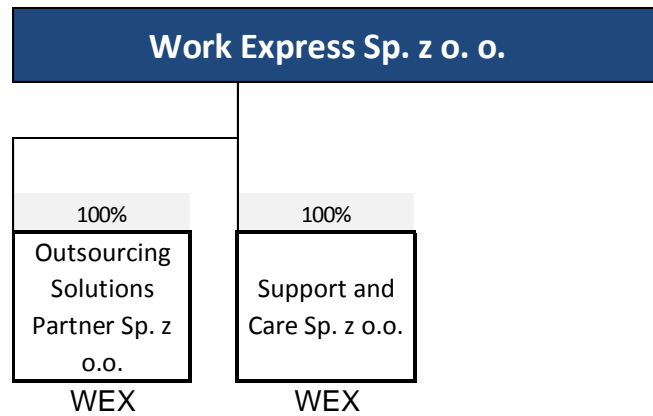 Work Express Sp. z o. o.
100%
Outsourcing
Solutions
Partner Sp. z
o.o.
WEX
100%
Support and
Care Sp. z o.o.
WEX